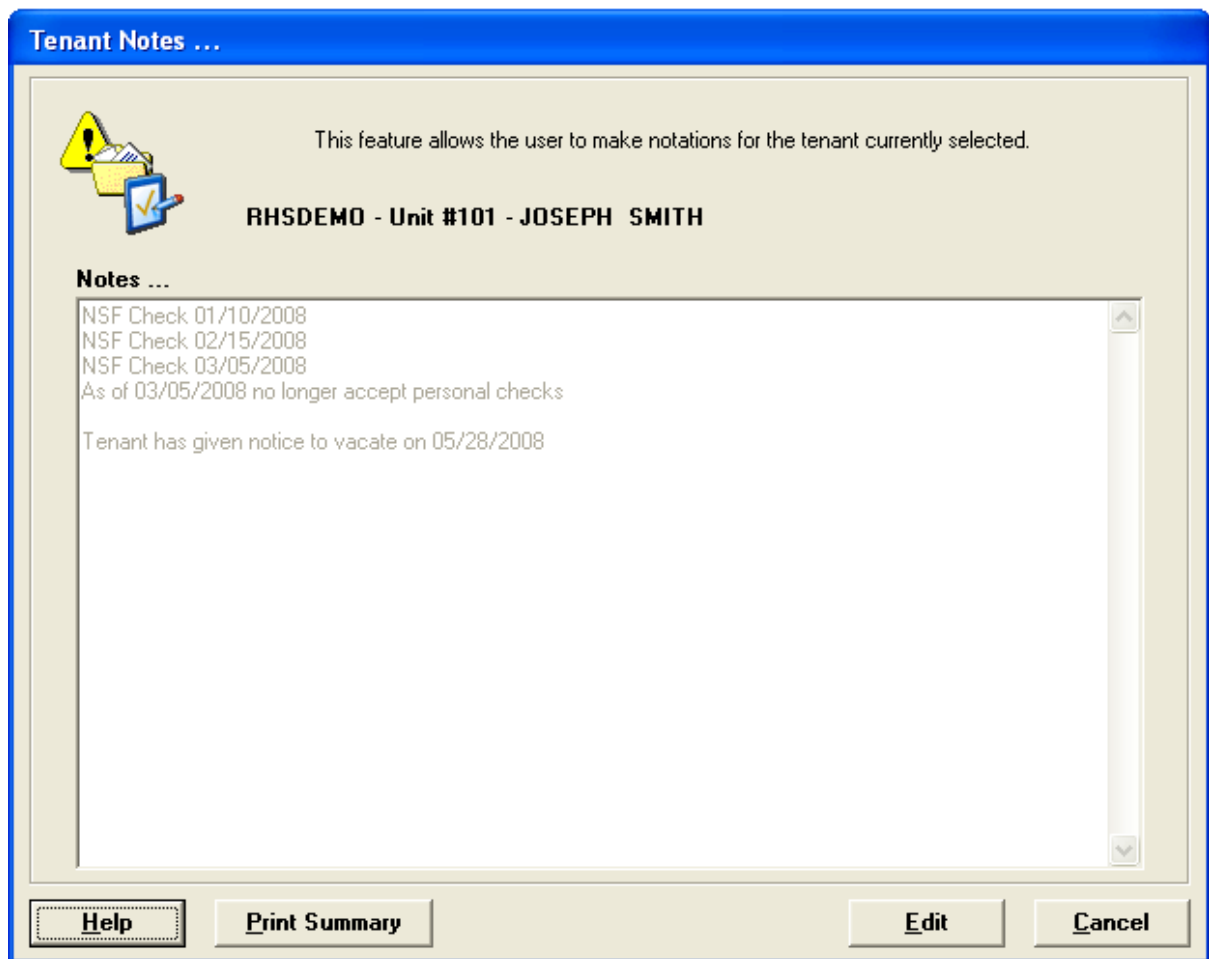 Tenant Notes ...
This feature allows the user to make notations for the tenant currently selected.
RHSDEMO - Unit #101 - JOSEPH  SMITH
Notes ...
NSF Check 01/10/2008
NSF Check 02/15/2008
NSF Check 03/05/2008
As of 03/05/2008 no longer accept personal checks
Tenant has given notice to vacate on 05/28/2008
Help
Print Summary
Edit
Cancel